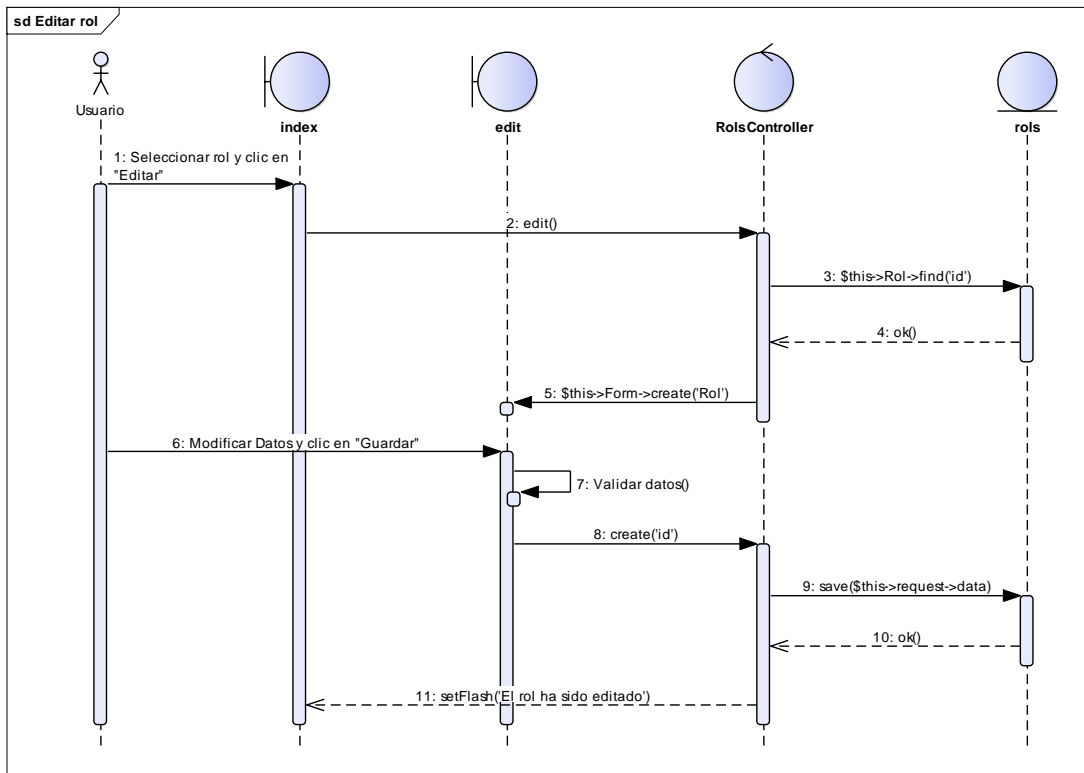 sd Editar rol
Usuario
index
edit
RolsController
rols
1: Seleccionar rol y clic en
"Editar"
2: edit()
3: $this->Rol->find('id')
4: ok()
5: $this->Form->create('Rol')
6: Modificar Datos y clic en "Guardar"
7: Validar datos()
8: create('id')
9: save($this->request->data)
10: ok()
11: setFlash('El rol ha sido editado')